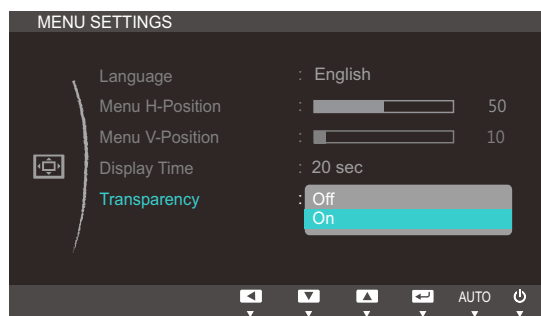 MENU SETTINGS
Language : English
Menu H-Position : 50
Menu V-Position : 10
Display Time : 20 sec
Transparency : Off
On
AUTO